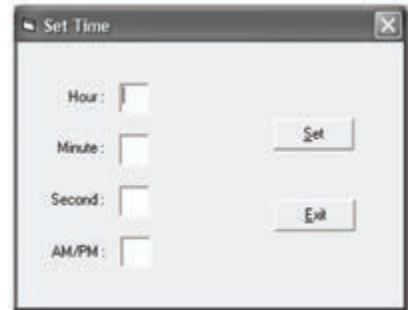 Set Time
Hour :
Set
Minute :
Second :
Exit
AM/PM :